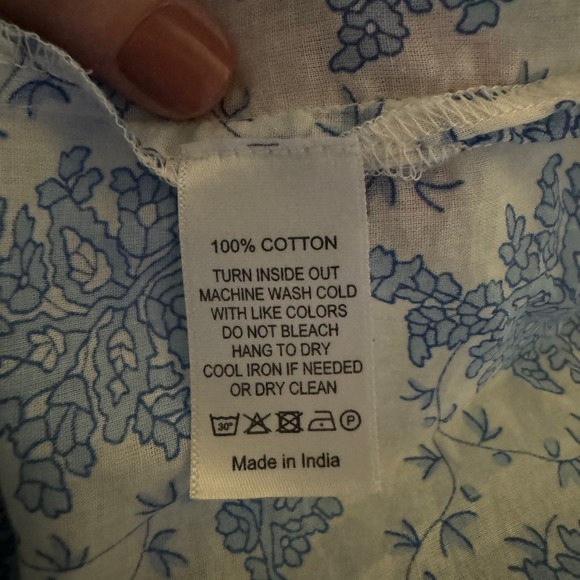 100% COTTON
TURN INSIDE OUT
MACHINE WASH COLD
WITH LIKE COLORS
DO NOT BLEACH
HANG TO DRY
COOL IRON IF NEEDED
OR DRY CLEAN
30° P
Made in India